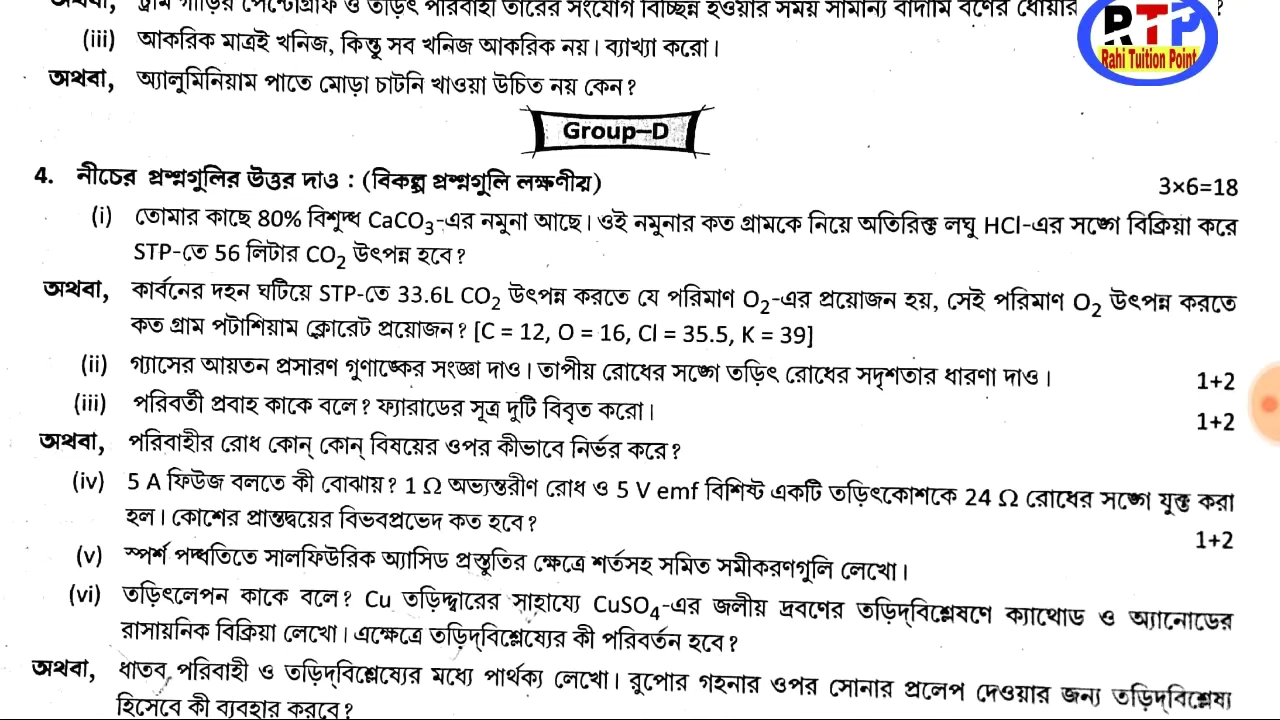 ট্রাম গাড়ির পেন্টোগ্রাফ ও তড়িৎ পরিবাহী তারের সংযোগ বিচ্ছিন্ন হওয়ার সময় সামান্য বাদামি বর্ণের ধোঁয়ার ?
(iii) আকরিক মাত্রই খনিজ, কিন্তু সব খনিজ আকরিক নয়। ব্যাখ্যা করো।
RTP
Rahi Tuition Point
অথবা, অ্যালুমিনিয়াম পাতে মোড়া চাটনি খাওয়া উচিত নয় কেন?
Group–D
4. নীচের প্রশ্নগুলির উত্তর দাও : (বিকল্প প্রশ্নগুলি লক্ষণীয়) 3×6=18
(i) তোমার কাছে 80% বিশুদ্ধ CaCO₃-এর নমুনা আছে। ওই নমুনার কত গ্রামকে নিয়ে অতিরিক্ত লঘু HCl-এর সঙ্গে বিক্রিয়া করে
STP-তে 56 লিটার CO₂ উৎপন্ন হবে?
অথবা, কার্বনের দহন ঘটিয়ে STP-তে 33.6L CO₂ উৎপন্ন করতে যে পরিমাণ O₂-এর প্রয়োজন হয়, সেই পরিমাণ O₂ উৎপন্ন করতে
কত গ্রাম পটাশিয়াম ক্লোরেট প্রয়োজন? [C = 12, O = 16, Cl = 35.5, K = 39]
(ii) গ্যাসের আয়তন প্রসারণ গুণাঙ্কের সংজ্ঞা দাও। তাপীয় রোধের সঙ্গে তড়িৎ রোধের সদৃশতার ধারণা দাও। 1+2
(iii) পরিবর্তী প্রবাহ কাকে বলে? ফ্যারাডের সূত্র দুটি বিবৃত করো। 1+2
অথবা, পরিবাহীর রোধ কোন্ কোন্ বিষয়ের ওপর কীভাবে নির্ভর করে?
(iv) 5 A ফিউজ বলতে কী বোঝায়? 1 Ω অভ্যন্তরীণ রোধ ও 5 V emf বিশিষ্ট একটি তড়িৎকোশকে 24 Ω রোধের সঙ্গে যুক্ত করা
হল। কোশের প্রান্তদ্বয়ের বিভবপ্রভেদ কত হবে? 1+2
(v) স্পর্শ পদ্ধতিতে সালফিউরিক অ্যাসিড প্রস্তুতির ক্ষেত্রে শর্তসহ সমিত সমীকরণগুলি লেখো।
(vi) তড়িৎলেপন কাকে বলে? Cu তড়িদ্দ্বারের সাহায্যে CuSO₄-এর জলীয় দ্রবণের তড়িদ্‌বিশ্লেষণে ক্যাথোড ও অ্যানোডের
রাসায়নিক বিক্রিয়া লেখো। এক্ষেত্রে তড়িদ্‌বিশ্লেষ্যের কী পরিবর্তন হবে?
অথবা, ধাতব পরিবাহী ও তড়িদ্‌বিশ্লেষ্যের মধ্যে পার্থক্য লেখো। রুপোর গহনার ওপর সোনার প্রলেপ দেওয়ার জন্য তড়িদ্‌বিশ্লেষ্য
হিসেবে কী ব্যবহার করবে?